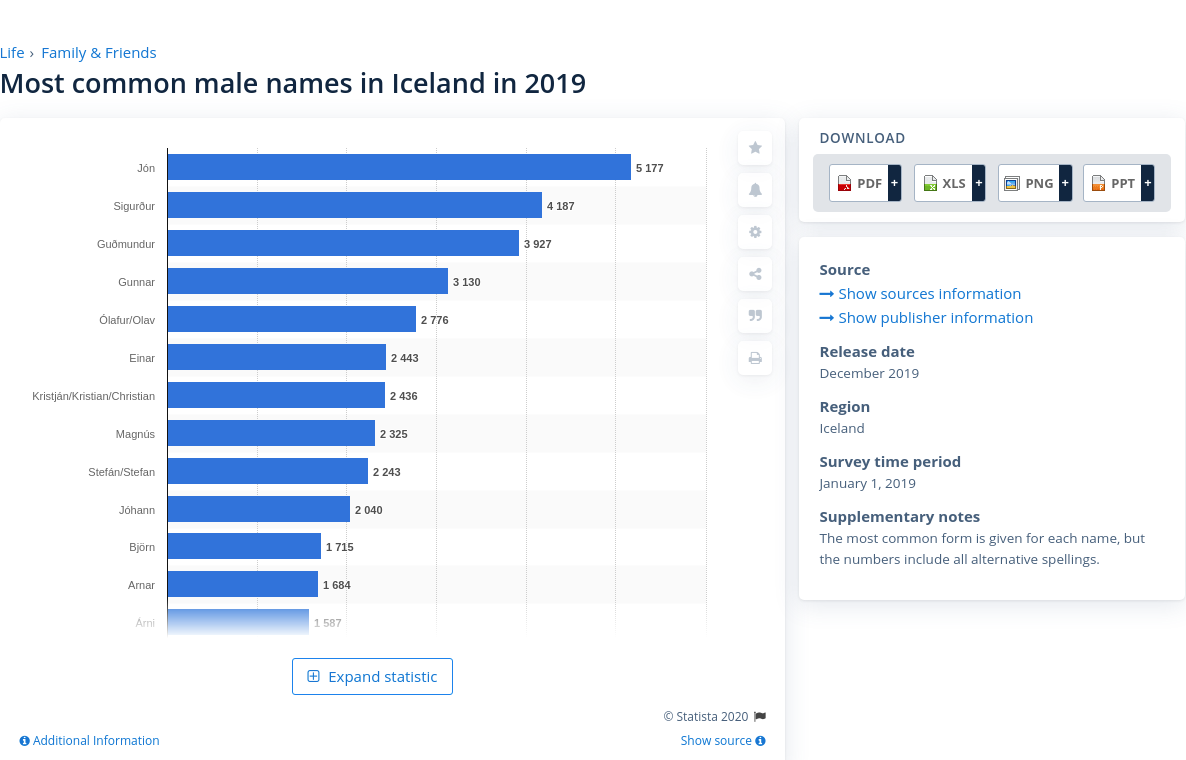 Life › Family & Friends
Most common male names in Iceland in 2019
Jón 5 177
Sigurður 4 187
Guðmundur 3 927
Gunnar 3 130
Ólafur/Olav 2 776
Einar 2 443
Kristján/Kristian/Christian 2 436
Magnús 2 325
Stefán/Stefan 2 243
Jóhann 2 040
Björn 1 715
Arnar 1 684
Árni 1 587
Expand statistic
© Statista 2020
Additional Information
Show source
DOWNLOAD
PDF + XLS + PNG + PPT +
Source
Show sources information
Show publisher information
Release date
December 2019
Region
Iceland
Survey time period
January 1, 2019
Supplementary notes
The most common form is given for each name, but
the numbers include all alternative spellings.